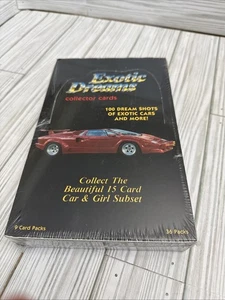 Exotic
Dreams
collector cards
100 DREAM SHOTS
OF EXOTIC CARS
AND MORE!
Collect The
Beautiful 15 Card
Car & Girl Subset
9 Card Packs
36 Packs